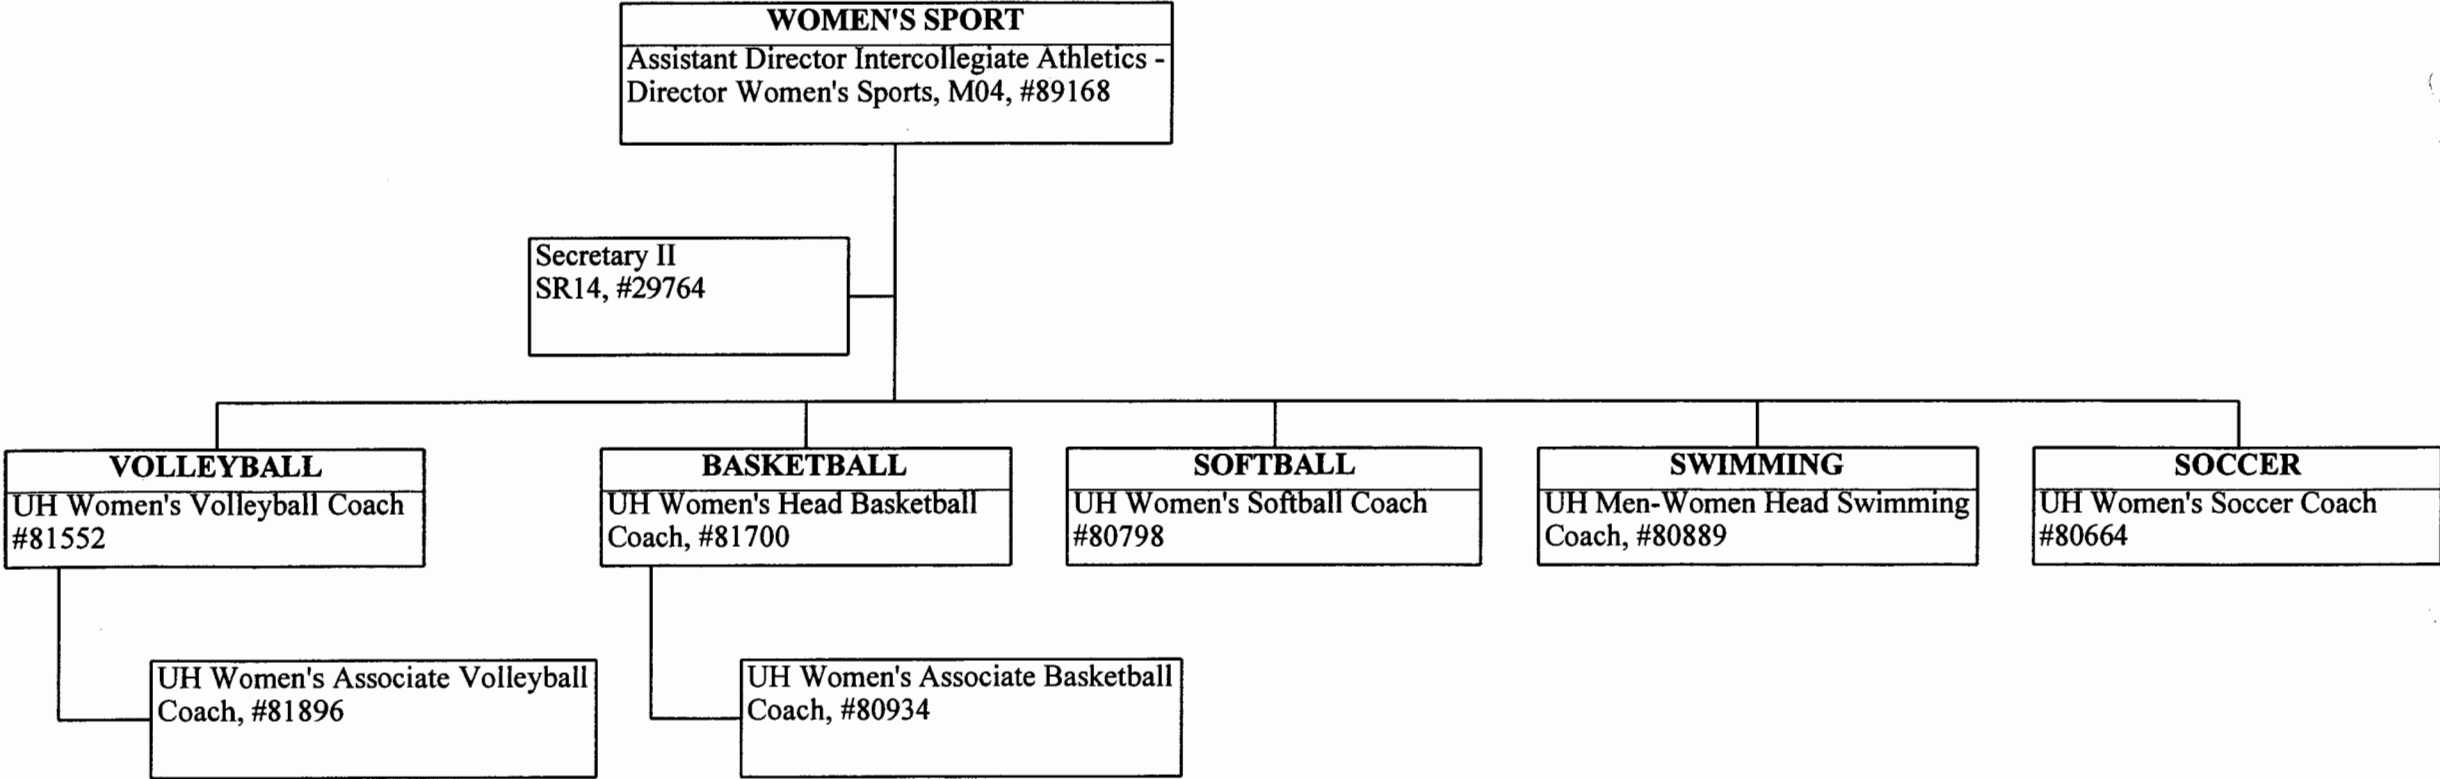 WOMEN'S SPORT
Assistant Director Intercollegiate Athletics -
Director Women's Sports, M04, #89168
Secretary II
SR14, #29764
VOLLEYBALL
UH Women's Volleyball Coach
#81552
BASKETBALL
UH Women's Head Basketball
Coach, #81700
SOFTBALL
UH Women's Softball Coach
#80798
SWIMMING
UH Men-Women Head Swimming
Coach, #80889
SOCCER
UH Women's Soccer Coach
#80664
UH Women's Associate Volleyball
Coach, #81896
UH Women's Associate Basketball
Coach, #80934